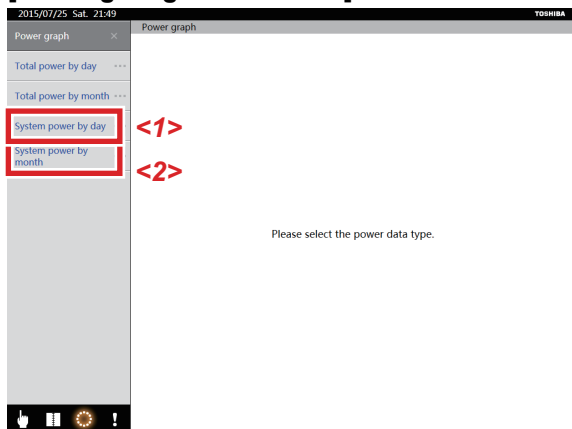 2015/07/25 Sat. 21:49 TOSHIBA
Power graph ×
Power graph
Total power by day ···
Total power by month ···
System power by day
<1>
System power by
month
<2>
Please select the power data type.
!